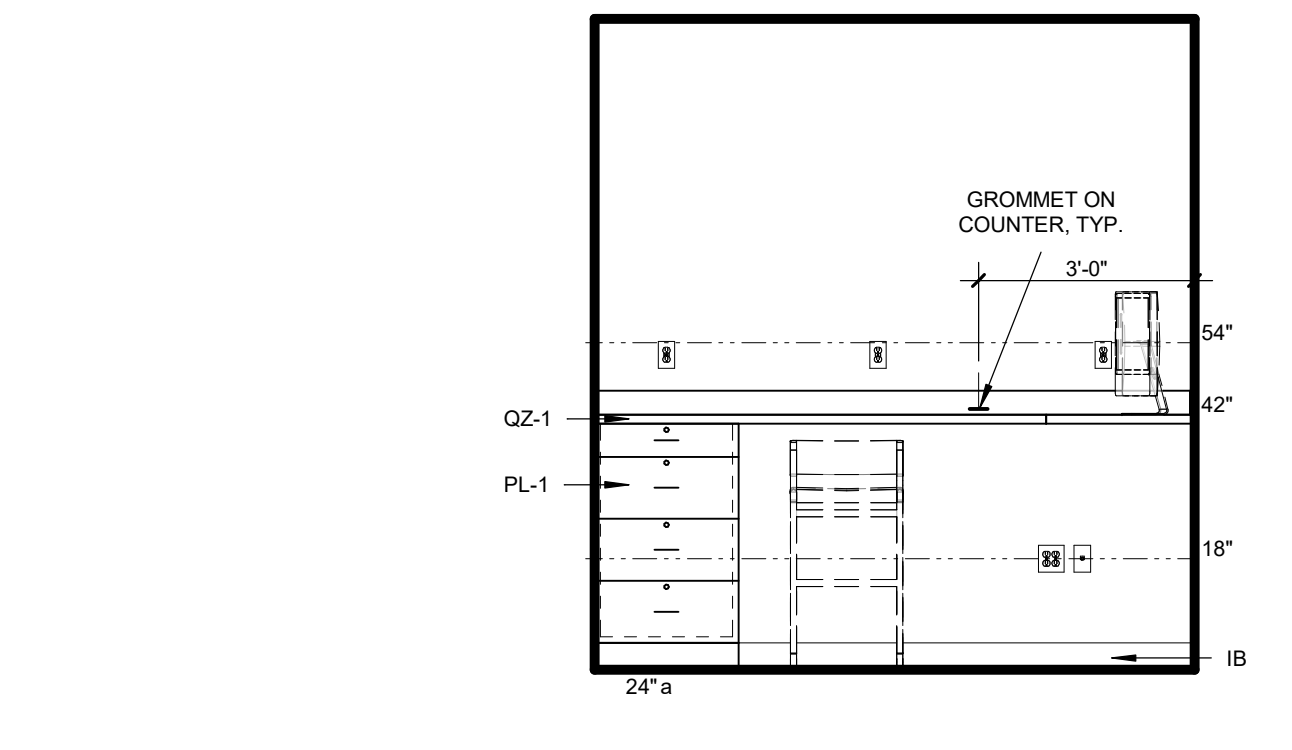 GROMMET ON
COUNTER, TYP.
3'-0"
54"
42"
QZ-1
PL-1
18"
IB
24" a